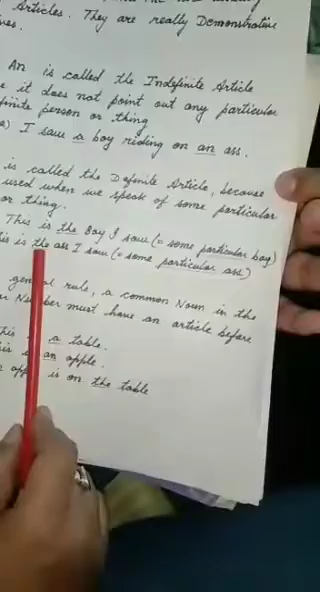 Articles. They are really Demonstrative
An is called the Indefinite Article
it does not point out any particular
person or thing
I saw a boy riding on an ass.
is called the Definite Article, because
used when we speak of some particular
or thing.
This is the Boy I saw (= some particular boy)
is the ass I saw (= some particular ass)
rule, a common Noun in the
must have an article before
a table.
an apple.
is on the table